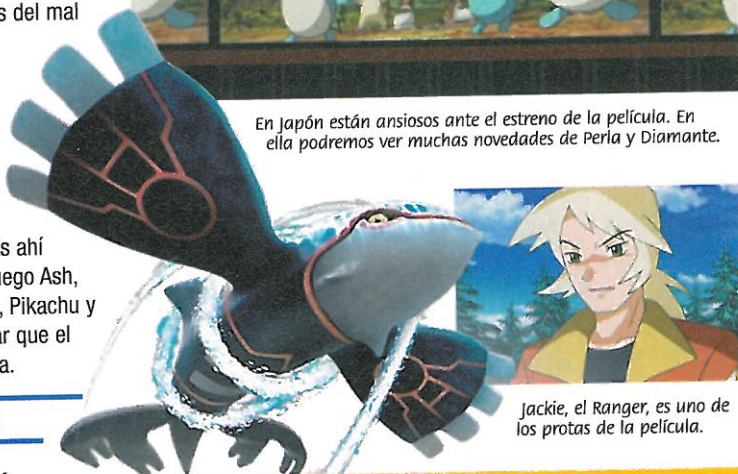 s del mal
En Japón están ansiosos ante el estreno de la película. En
ella podremos ver muchas novedades de Perla y Diamante.
s ahí
uego Ash,
, Pikachu y
ar que el
a.
Jackie, el Ranger, es uno de
los protas de la película.